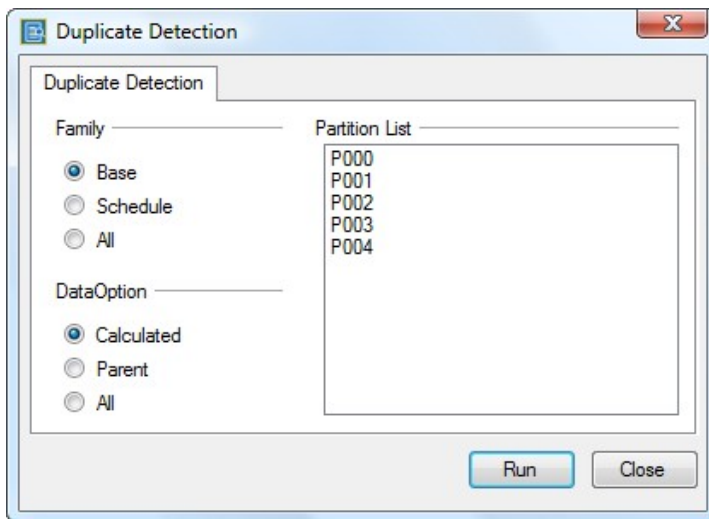 Duplicate Detection
Duplicate Detection
Family
Base
Schedule
All
DataOption
Calculated
Parent
All
Partition List
P000
P001
P002
P003
P004
Run
Close